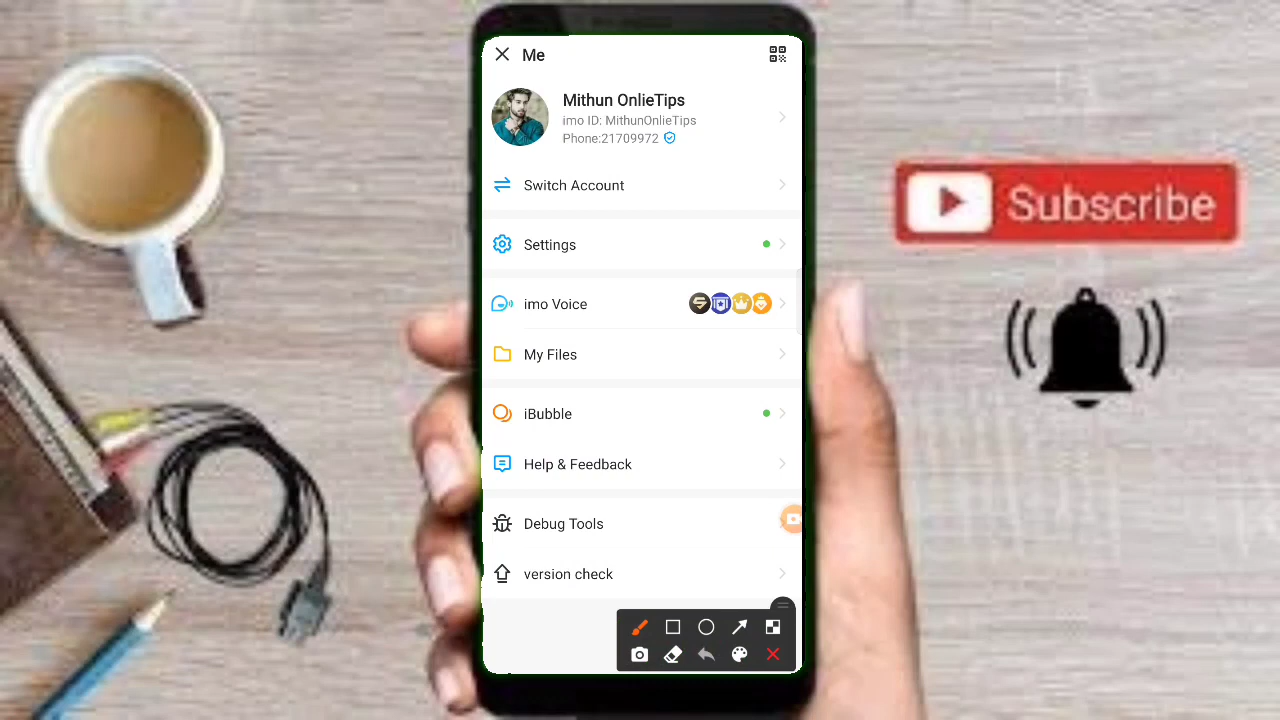 Me
Mithun OnlieTips
imo ID: MithunOnlieTips
Phone:21709972
Switch Account
Settings
imo Voice
My Files
iBubble
Help & Feedback
Debug Tools
version check
Subscribe